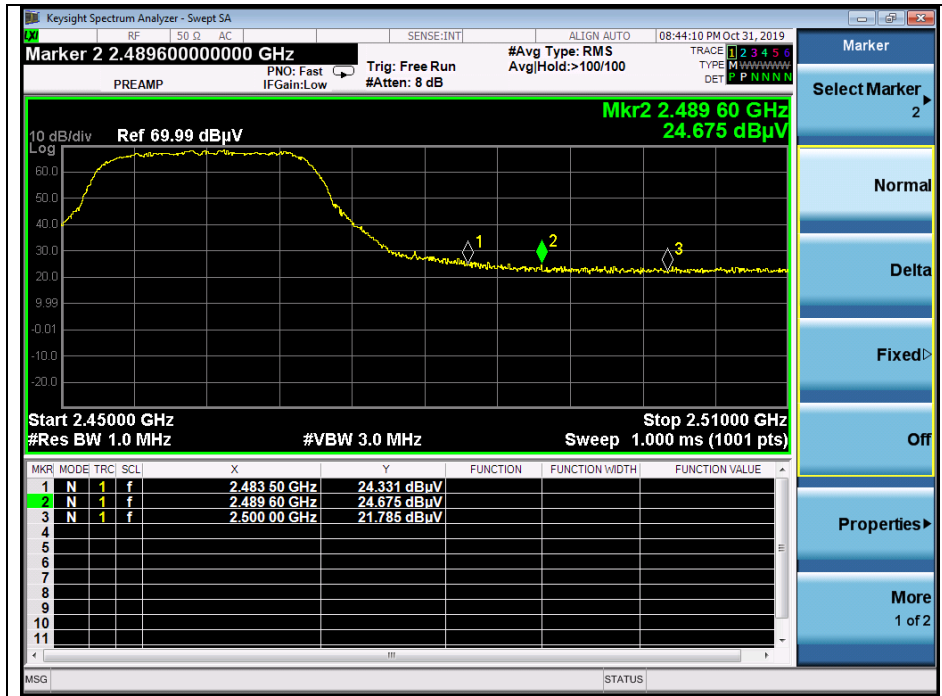 Keysight Spectrum Analyzer - Swept SA
LXI RF 50 Ω AC SENSE:INT ALIGN AUTO 08:44:10 PM Oct 31, 2019
Marker 2 2.489600000000 GHz
PREAMP
PNO: Fast
IFGain:Low
Trig: Free Run
#Atten: 8 dB
#Avg Type: RMS
Avg|Hold:>100/100
TRACE 1 2 3 4 5 6
TYPE M WWWWW
DET P P N N N N
Mkr2 2.489 60 GHz
24.675 dBµV
10 dB/div Ref 69.99 dBµV
Log
60.0
50.0
40.0
30.0
20.0
9.99
-0.01
-10.0
-20.0
1
2
3
Start 2.45000 GHz Stop 2.51000 GHz
#Res BW 1.0 MHz #VBW 3.0 MHz Sweep 1.000 ms (1001 pts)
MKR MODE TRC SCL X Y FUNCTION FUNCTION WIDTH FUNCTION VALUE
1 N 1 f 2.483 50 GHz 24.331 dBµV
2 N 1 f 2.489 60 GHz 24.675 dBµV
3 N 1 f 2.500 00 GHz 21.785 dBµV
4
5
6
7
8
9
10
11
MSG STATUS
Marker
Select Marker
2
Normal
Delta
Fixed
Off
Properties
More
1 of 2